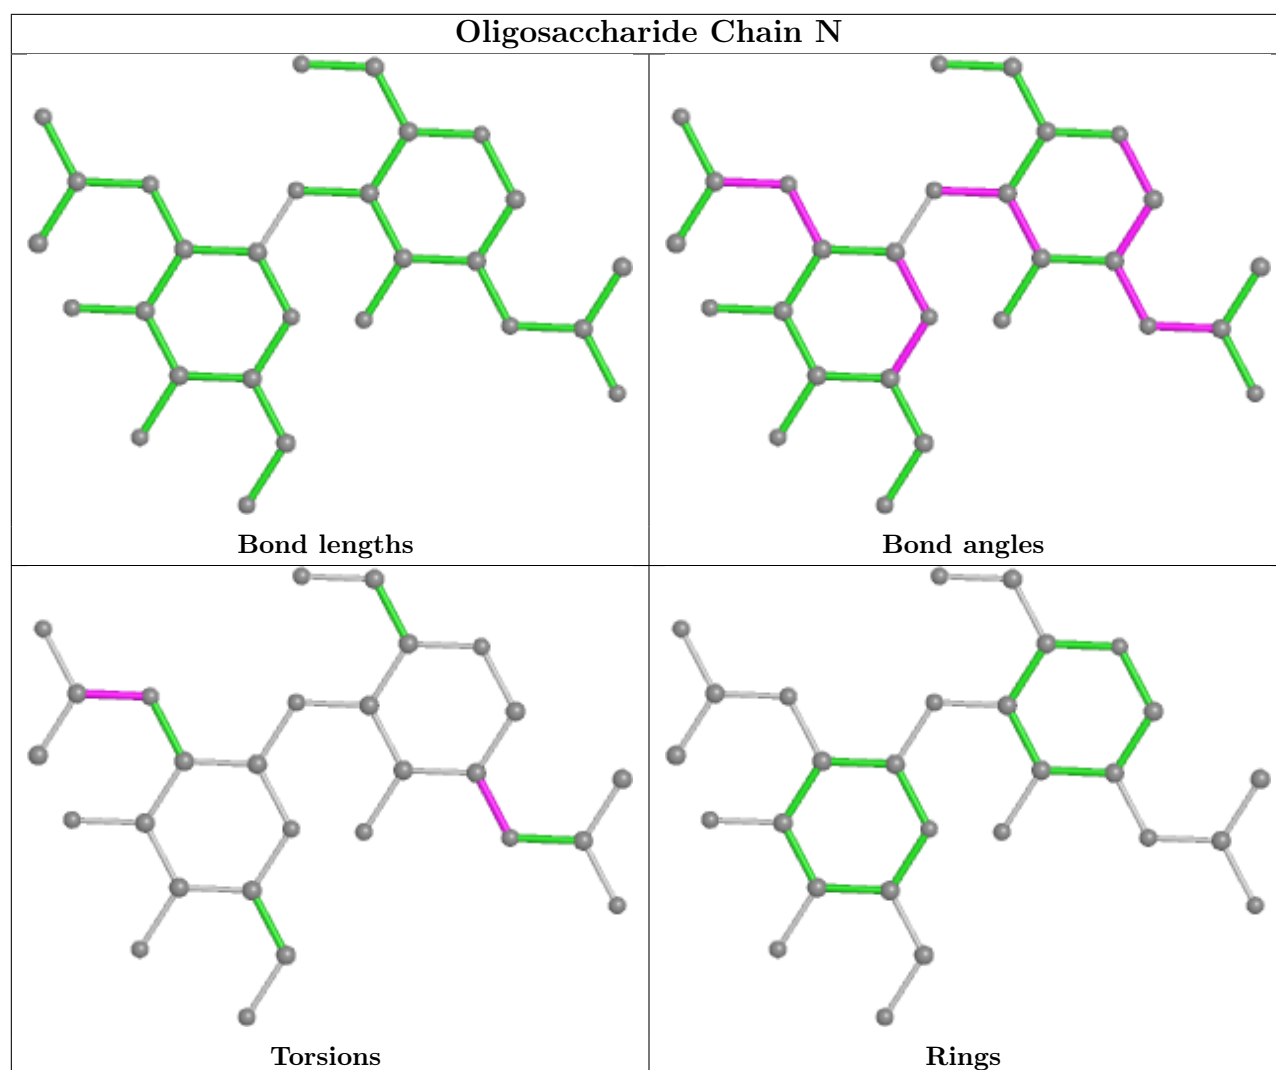 Oligosaccharide Chain N
Bond lengths
Bond angles
Torsions
Rings